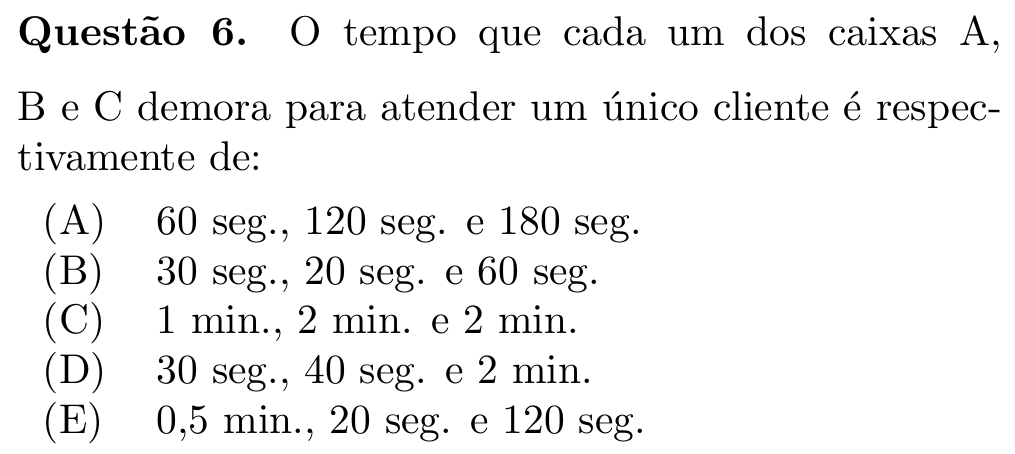 Questão 6. O tempo que cada um dos caixas A,
B e C demora para atender um único cliente é respec-
tivamente de:
(A) 60 seg., 120 seg. e 180 seg.
(B) 30 seg., 20 seg. e 60 seg.
(C) 1 min., 2 min. e 2 min.
(D) 30 seg., 40 seg. e 2 min.
(E) 0,5 min., 20 seg. e 120 seg.